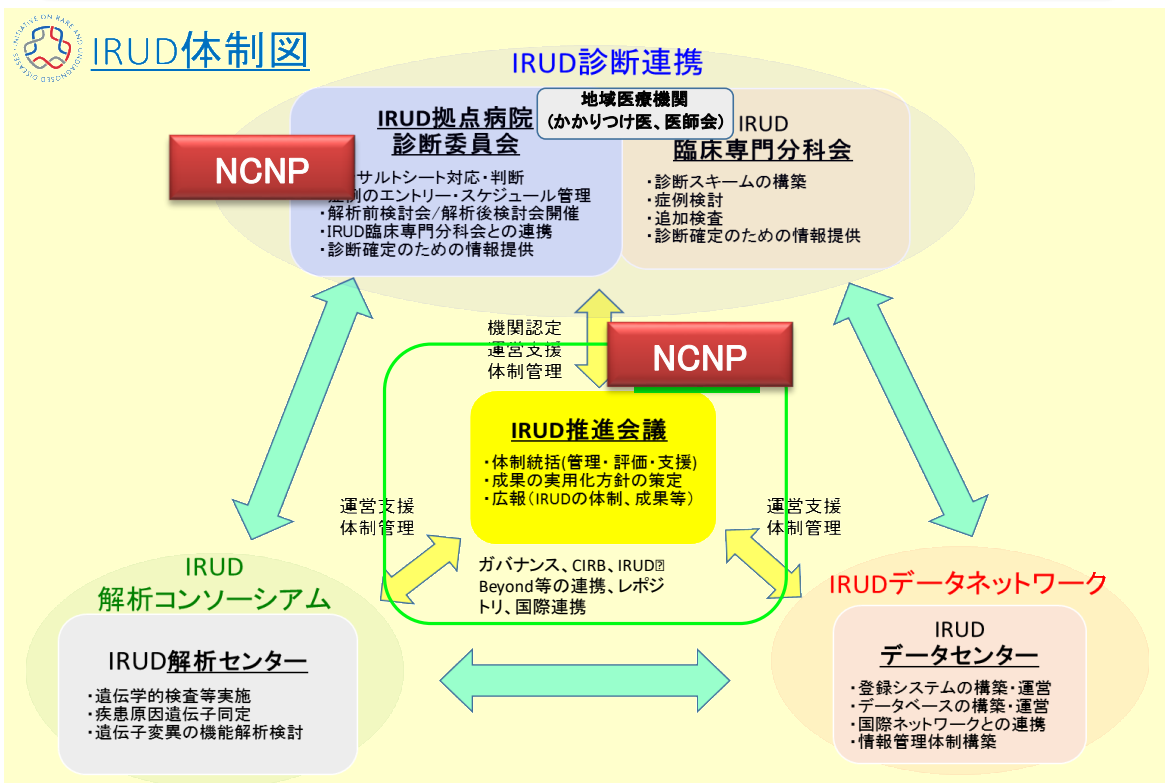 INITIATIVE ON RARE AND UNDIAGNOSED DISEASES
IRUD体制図
IRUD診断連携
地域医療機関
(かかりつけ医、医師会)
IRUD拠点病院
診断委員会
NCNP
サルトシート対応・判断
症例のエントリー・スケジュール管理
・解析前検討会/解析後検討会開催
・IRUD臨床専門分科会との連携
・診断確定のための情報提供
IRUD
臨床専門分科会
・診断スキームの構築
・症例検討
・追加検査
・診断確定のための情報提供
機関認定
運営支援
体制管理
NCNP
IRUD推進会議
・体制統括(管理・評価・支援)
・成果の実用化方針の策定
・広報（IRUDの体制、成果等）
運営支援
体制管理
運営支援
体制管理
ガバナンス、CIRB、IRUD
Beyond等の連携、レポジ
トリ、国際連携
IRUD
解析コンソーシアム
IRUD解析センター
・遺伝学的検査等実施
・疾患原因遺伝子同定
・遺伝子変異の機能解析検討
IRUDデータネットワーク
IRUD
データセンター
・登録システムの構築・運営
・データベースの構築・運営
・国際ネットワークとの連携
・情報管理体制構築